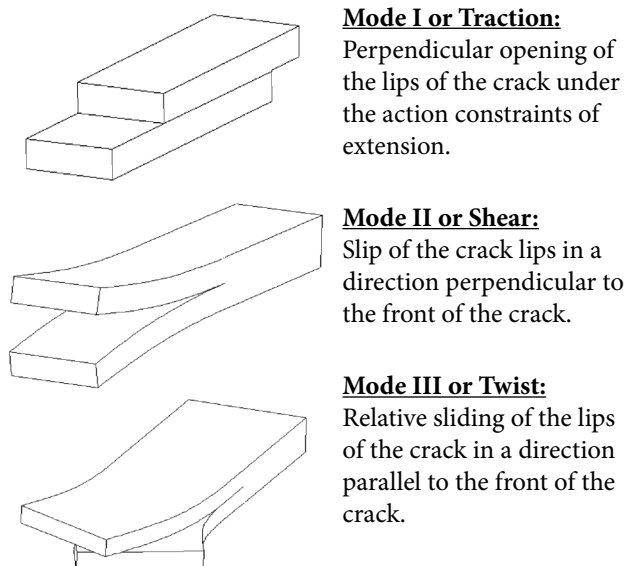 Mode I or Traction:
Perpendicular opening of
the lips of the crack under
the action constraints of
extension.
Mode II or Shear:
Slip of the crack lips in a
direction perpendicular to
the front of the crack.
Mode III or Twist:
Relative sliding of the lips
of the crack in a direction
parallel to the front of the
crack.